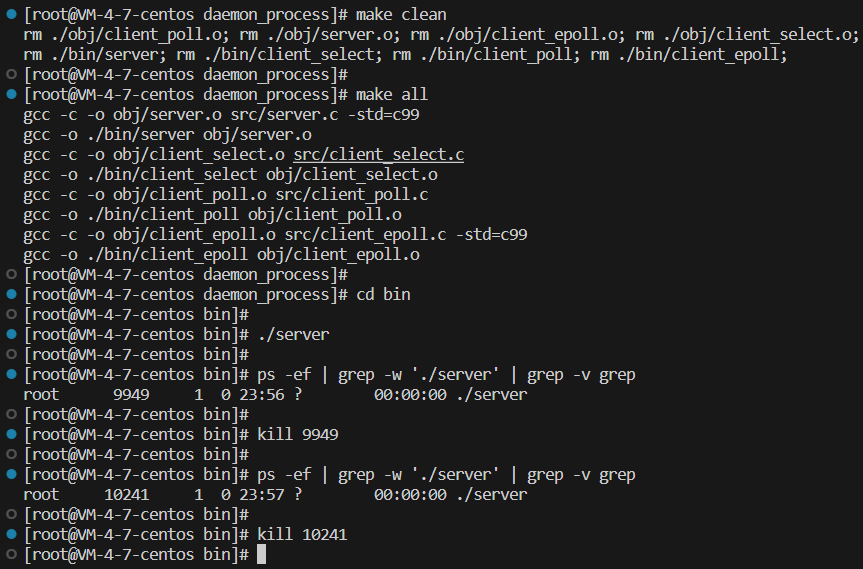 [root@VM-4-7-centos daemon_process]# make clean
rm ./obj/client_poll.o; rm ./obj/server.o; rm ./obj/client_epoll.o; rm ./obj/client_select.o;
rm ./bin/server; rm ./bin/client_select; rm ./bin/client_poll; rm ./bin/client_epoll;
[root@VM-4-7-centos daemon_process]#
[root@VM-4-7-centos daemon_process]# make all
gcc -c -o obj/server.o src/server.c -std=c99
gcc -o ./bin/server obj/server.o
gcc -c -o obj/client_select.o src/client_select.c
gcc -o ./bin/client_select obj/client_select.o
gcc -c -o obj/client_poll.o src/client_poll.c
gcc -o ./bin/client_poll obj/client_poll.o
gcc -c -o obj/client_epoll.o src/client_epoll.c -std=c99
gcc -o ./bin/client_epoll obj/client_epoll.o
[root@VM-4-7-centos daemon_process]#
[root@VM-4-7-centos daemon_process]# cd bin
[root@VM-4-7-centos bin]#
[root@VM-4-7-centos bin]# ./server
[root@VM-4-7-centos bin]#
[root@VM-4-7-centos bin]# ps -ef | grep -w './server' | grep -v grep
root      9949     1  0 23:56 ?        00:00:00 ./server
[root@VM-4-7-centos bin]#
[root@VM-4-7-centos bin]# kill 9949
[root@VM-4-7-centos bin]#
[root@VM-4-7-centos bin]# ps -ef | grep -w './server' | grep -v grep
root     10241     1  0 23:57 ?        00:00:00 ./server
[root@VM-4-7-centos bin]#
[root@VM-4-7-centos bin]# kill 10241
[root@VM-4-7-centos bin]#